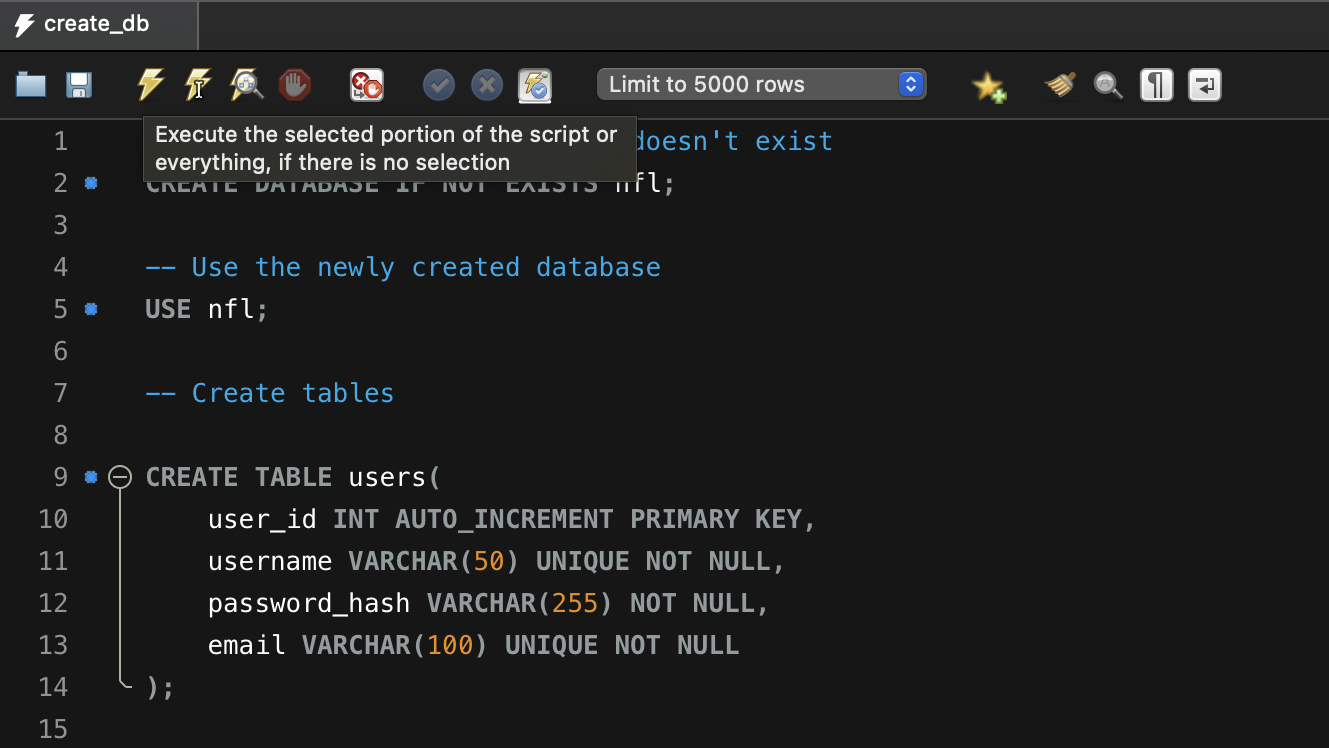 create_db
Limit to 5000 rows
Execute the selected portion of the script or
everything, if there is no selection
1 doesn't exist
2 CREATE DATABASE IF NOT EXISTS nfl;
3
4 -- Use the newly created database
5 USE nfl;
6
7 -- Create tables
8
9 CREATE TABLE users(
10 user_id INT AUTO_INCREMENT PRIMARY KEY,
11 username VARCHAR(50) UNIQUE NOT NULL,
12 password_hash VARCHAR(255) NOT NULL,
13 email VARCHAR(100) UNIQUE NOT NULL
14 );
15